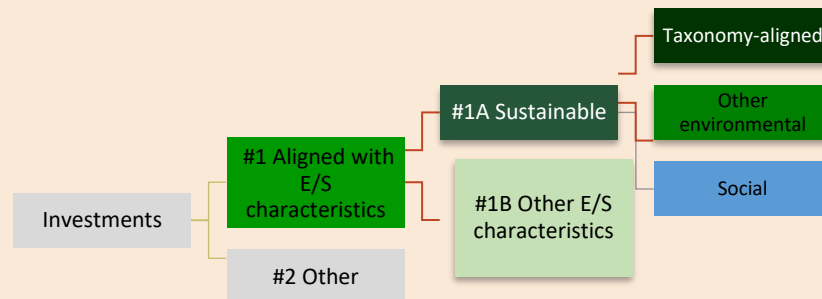 Taxonomy-aligned
#1A Sustainable
Other
environmental
#1 Aligned with
E/S
characteristics
#1B Other E/S
characteristics
Social
Investments
#2 Other